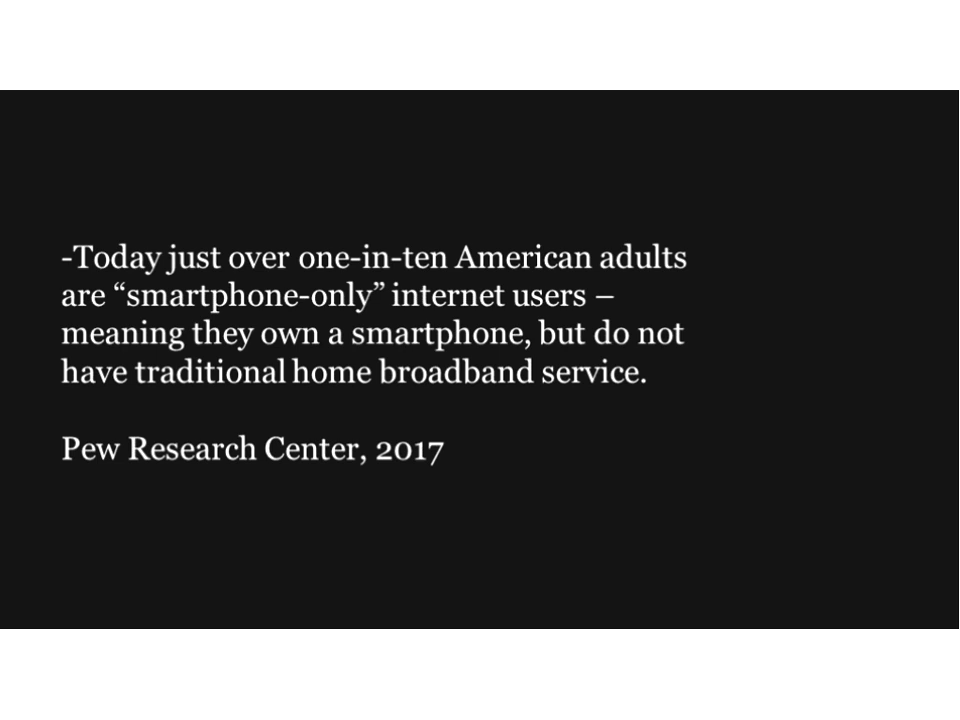 -Today just over one-in-ten American adults
are “smartphone-only” internet users –
meaning they own a smartphone, but do not
have traditional home broadband service.
Pew Research Center, 2017